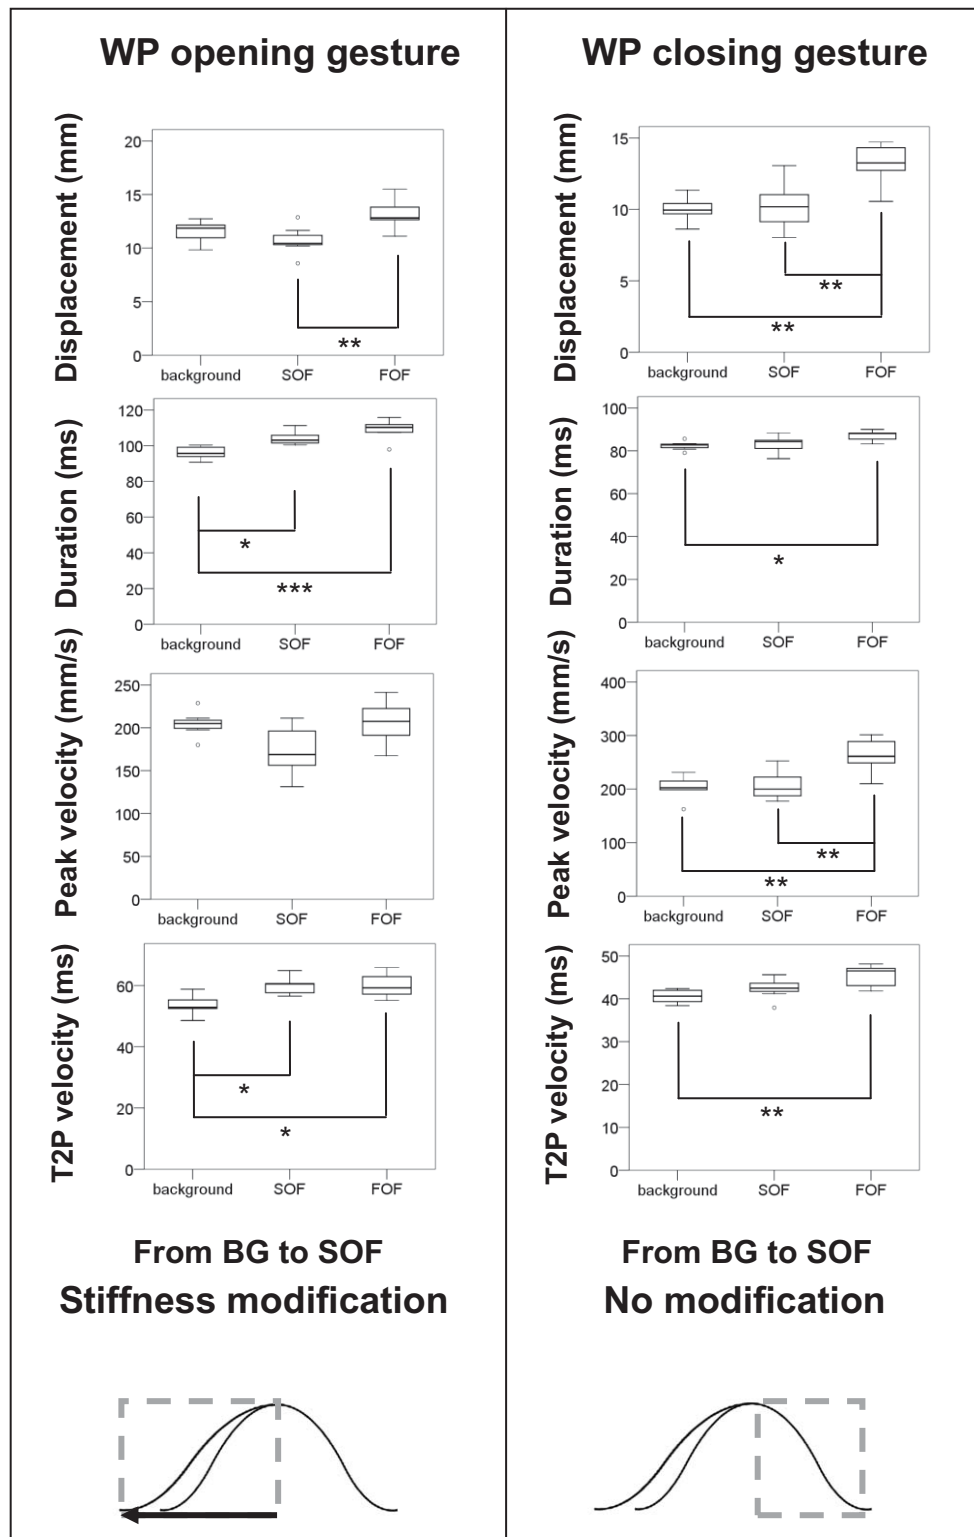 WP opening gesture
Displacement (mm)
20
15
10
5
0
background SOF FOF
**
Duration (ms)
120
100
80
60
40
20
0
background SOF FOF
*
***
Peak velocity (mm/s)
250
200
150
100
50
0
background SOF FOF
T2P velocity (ms)
60
40
20
0
background SOF FOF
*
*
From BG to SOF
Stiffness modification
WP closing gesture
Displacement (mm)
15
10
5
0
background SOF FOF
**
**
Duration (ms)
100
80
60
40
20
0
background SOF FOF
*
Peak velocity (mm/s)
400
300
200
100
0
background SOF FOF
**
**
T2P velocity (ms)
50
40
30
20
10
0
background SOF FOF
**
From BG to SOF
No modification